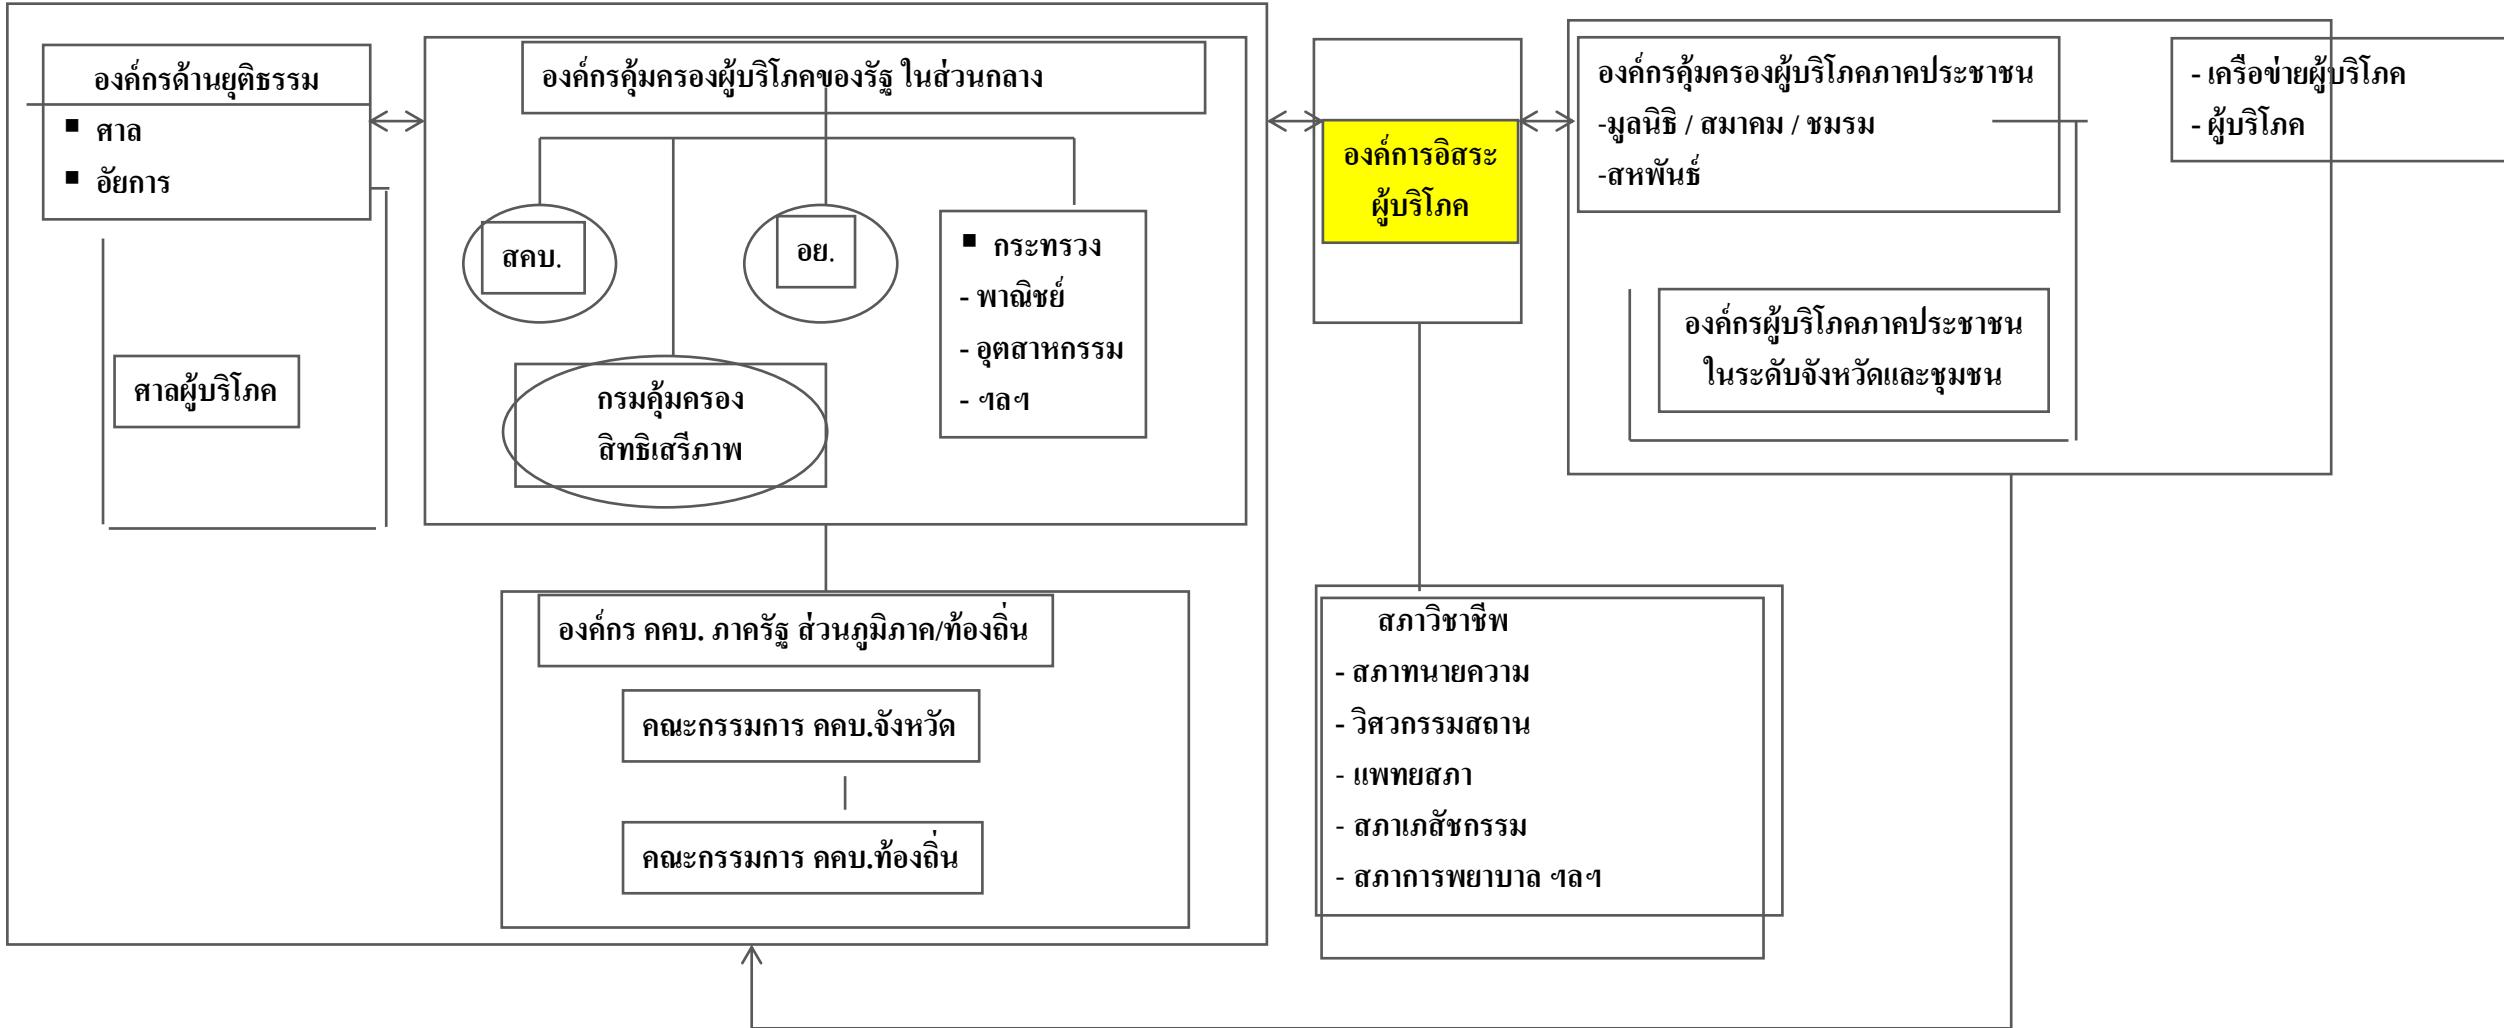 องค์กรด้านยุติธรรม
▪ ศาล
▪ อัยการ
ศาลผู้บริโภค
องค์กรคุ้มครองผู้บริโภคของรัฐ ในส่วนกลาง
สคบ.
อย.
▪ กระทรวง
- พาณิชย์
- อุตสาหกรรม
- ฯลฯ
กรมคุ้มครอง
สิทธิเสรีภาพ
องค์กร คคบ. ภาครัฐ ส่วนภูมิภาค/ท้องถิ่น
คณะกรรมการ คคบ.จังหวัด
คณะกรรมการ คคบ.ท้องถิ่น
องค์การอิสระ
ผู้บริโภค
สภาวิชาชีพ
- สภาทนายความ
- วิศวกรรมสถาน
- แพทยสภา
- สภาเภสัชกรรม
- สภาการพยาบาล ฯลฯ
องค์กรคุ้มครองผู้บริโภคภาคประชาชน
-มูลนิธิ / สมาคม / ชมรม
-สหพันธ์
องค์กรผู้บริโภคภาคประชาชน
ในระดับจังหวัดและชุมชน
- เครือข่ายผู้บริโภค
- ผู้บริโภค